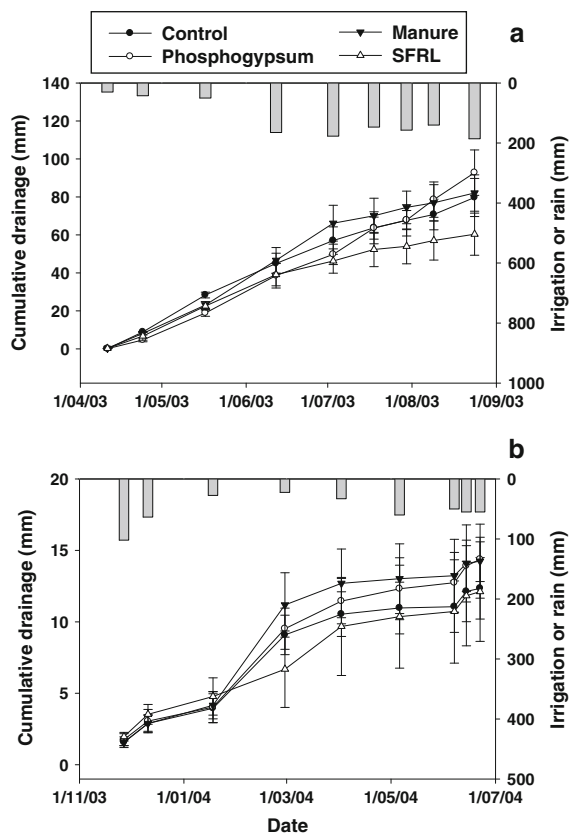 Control Manure
Phosphogypsum SFRL
a
140 0
120
100 200
80 400
60
40 600
20 800
0
1000
Cumulative drainage (mm)
Irrigation or rain (mm)
1/04/03 1/05/03 1/06/03 1/07/03 1/08/03 1/09/03
b
20 0
15 100
200
10
300
5
400
0
500
Cumulative drainage (mm)
Irrigation or rain (mm)
1/11/03 1/01/04 1/03/04 1/05/04 1/07/04
Date